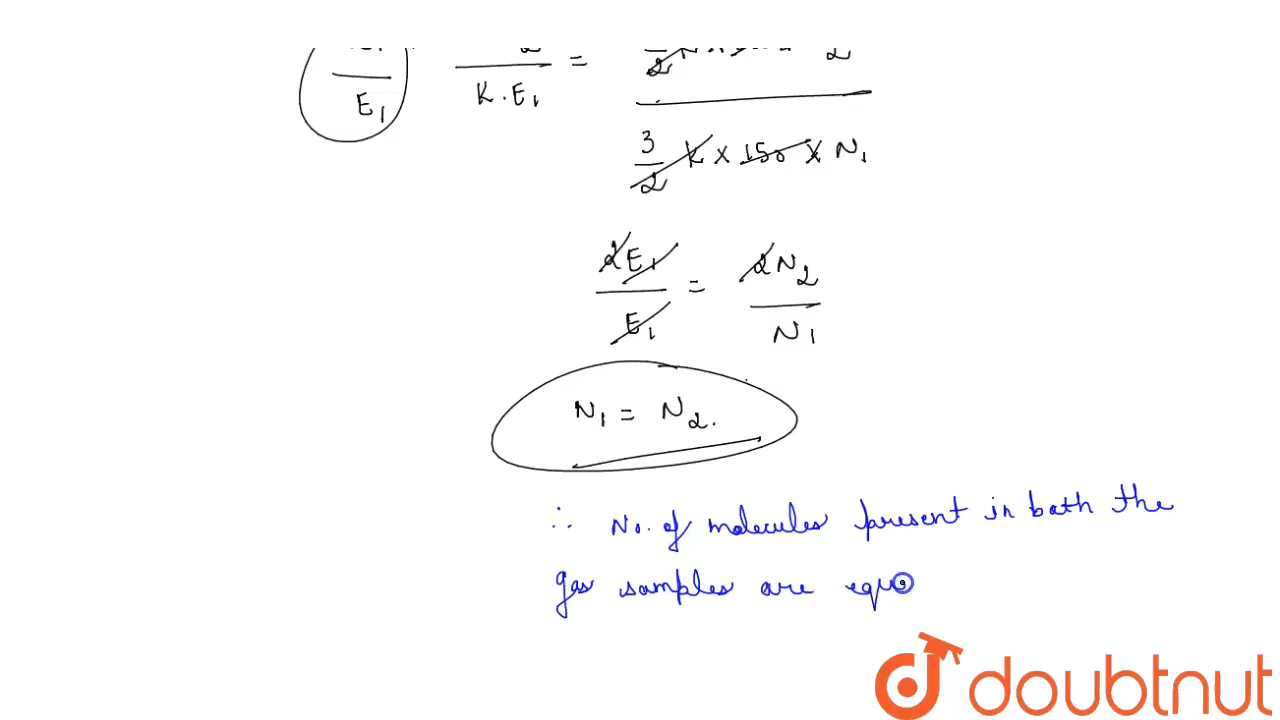 E1 K.E1 =
3/2 K x 150 x N1
2E1/E1 = 2N2/N1
N1 = N2.
∴ No. of molecules present in both the
gas samples are equ
doubtnut